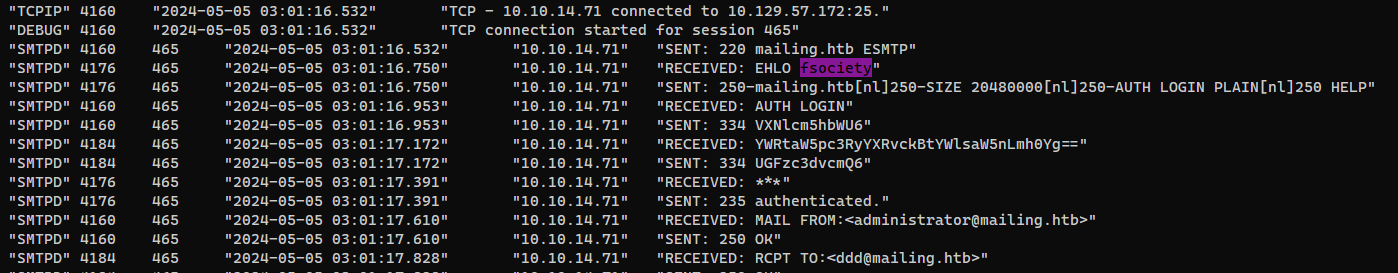 "TCPIP" 4160 "2024-05-05 03:01:16.532" "TCP - 10.10.14.71 connected to 10.129.57.172:25."
"DEBUG" 4160 "2024-05-05 03:01:16.532" "TCP connection started for session 465"
"SMTPD" 4160 465 "2024-05-05 03:01:16.532" "10.10.14.71" "SENT: 220 mailing.htb ESMTP"
"SMTPD" 4176 465 "2024-05-05 03:01:16.750" "10.10.14.71" "RECEIVED: EHLO fsociety"
"SMTPD" 4176 465 "2024-05-05 03:01:16.750" "10.10.14.71" "SENT: 250-mailing.htb[nl]250-SIZE 20480000[nl]250-AUTH LOGIN PLAIN[nl]250 HELP"
"SMTPD" 4160 465 "2024-05-05 03:01:16.953" "10.10.14.71" "RECEIVED: AUTH LOGIN"
"SMTPD" 4160 465 "2024-05-05 03:01:16.953" "10.10.14.71" "SENT: 334 VXNlcm5hbWU6"
"SMTPD" 4184 465 "2024-05-05 03:01:17.172" "10.10.14.71" "RECEIVED: YWRtaW5pc3RyYXRvckBtYWlsaW5nLmh0Yg=="
"SMTPD" 4184 465 "2024-05-05 03:01:17.172" "10.10.14.71" "SENT: 334 UGFzc3dvcmQ6"
"SMTPD" 4176 465 "2024-05-05 03:01:17.391" "10.10.14.71" "RECEIVED: ***"
"SMTPD" 4176 465 "2024-05-05 03:01:17.391" "10.10.14.71" "SENT: 235 authenticated."
"SMTPD" 4160 465 "2024-05-05 03:01:17.610" "10.10.14.71" "RECEIVED: MAIL FROM:<administrator@mailing.htb>"
"SMTPD" 4160 465 "2024-05-05 03:01:17.610" "10.10.14.71" "SENT: 250 OK"
"SMTPD" 4184 465 "2024-05-05 03:01:17.828" "10.10.14.71" "RECEIVED: RCPT TO:<ddd@mailing.htb>"